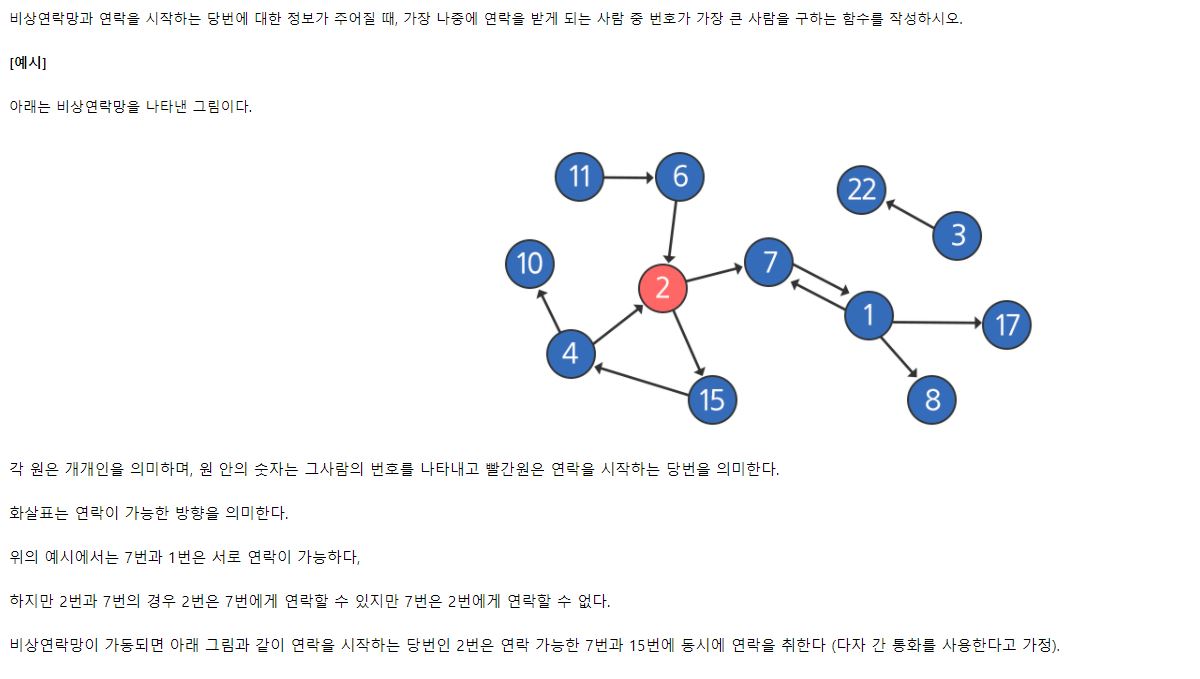 비상연락망과 연락을 시작하는 당번에 대한 정보가 주어질 때, 가장 나중에 연락을 받게 되는 사람 중 번호가 가장 큰 사람을 구하는 함수를 작성하시오.
[예시]
아래는 비상연락망을 나타낸 그림이다.
11
6
22
3
10
2
7
1
17
4
15
8
각 원은 개개인을 의미하며, 원 안의 숫자는 그사람의 번호를 나타내고 빨간원은 연락을 시작하는 당번을 의미한다.
화살표는 연락이 가능한 방향을 의미한다.
위의 예시에서는 7번과 1번은 서로 연락이 가능하다,
하지만 2번과 7번의 경우 2번은 7번에게 연락할 수 있지만 7번은 2번에게 연락할 수 없다.
비상연락망이 가동되면 아래 그림과 같이 연락을 시작하는 당번인 2번은 연락 가능한 7번과 15번에 동시에 연락을 취한다 (다자 간 통화를 사용한다고 가정).